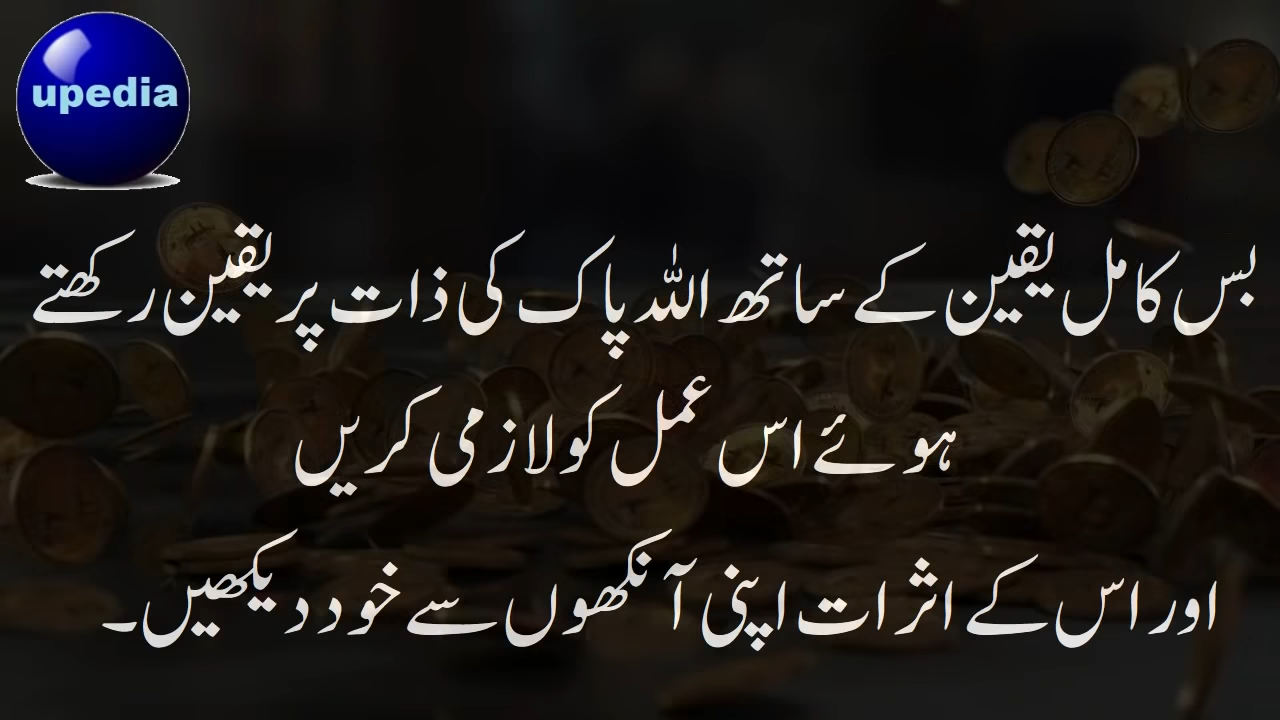 upedia
بس کامل یقین کے ساتھ اللہ پاک کی ذات پر یقین رکھتے
ہوئے اس عمل کو لازمی کریں
اور اس کے اثرات اپنی آنکھوں سے خود دیکھیں۔